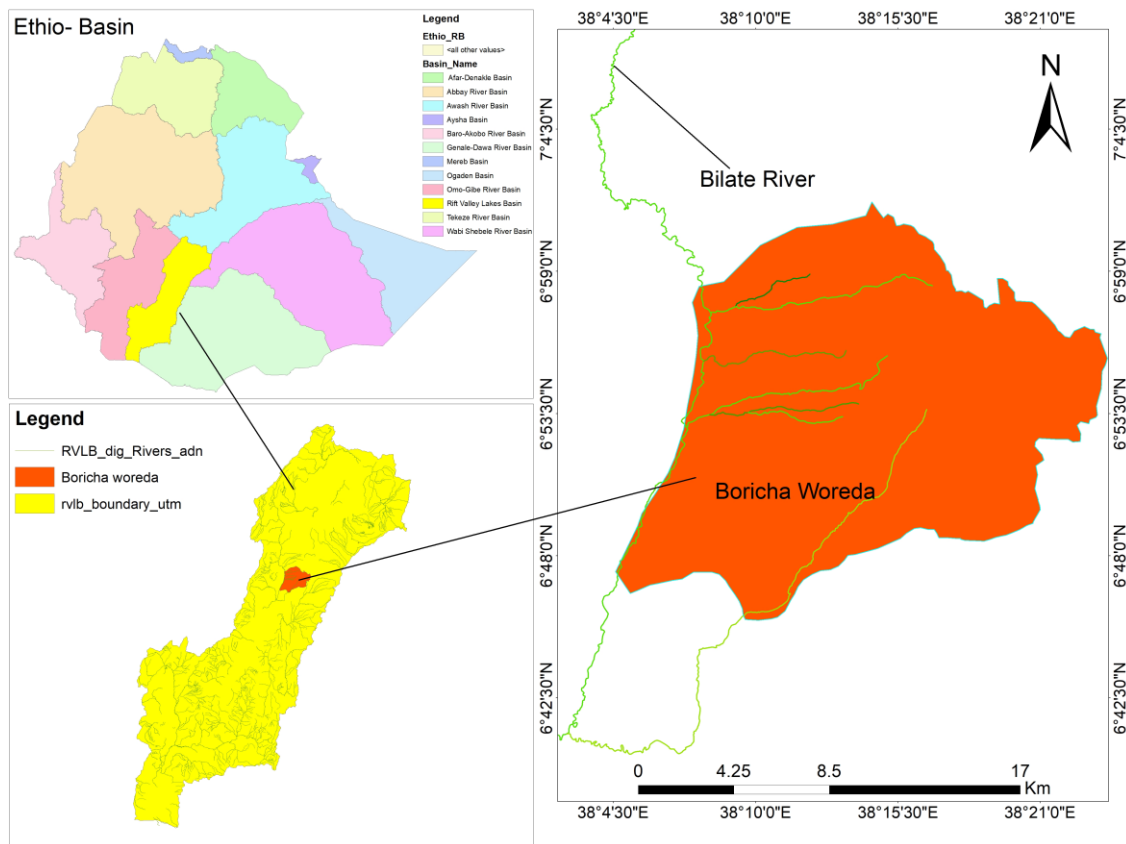 Ethio- Basin
Legend
Ethio_RB
<all other values>
Basin_Name
Afar-Denakle Basin
Abbay River Basin
Awash River Basin
Aysha Basin
Baro-Akobo River Basin
Genale-Dawa River Basin
Mereb Basin
Ogaden Basin
Omo-Gibe River Basin
Rift Valley Lakes Basin
Tekeze River Basin
Wabi Shebele River Basin
Legend
RVLB_dig_Rivers_adn
Boricha woreda
rvlb_boundary_utm
38°4'30"E 38°10'0"E 38°15'30"E 38°21'0"E
N
7°4'30"N 7°4'30"N
Bilate River
6°59'0"N 6°59'0"N
6°53'30"N 6°53'30"N
Boricha Woreda
6°48'0"N 6°48'0"N
6°42'30"N 6°42'30"N
0 4.25 8.5 17
Km
38°4'30"E 38°10'0"E 38°15'30"E 38°21'0"E